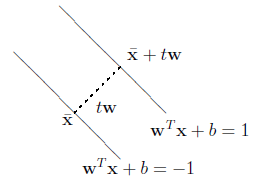 x̄ + tw
tw
x̄
wᵀx + b = 1
wᵀx + b = −1